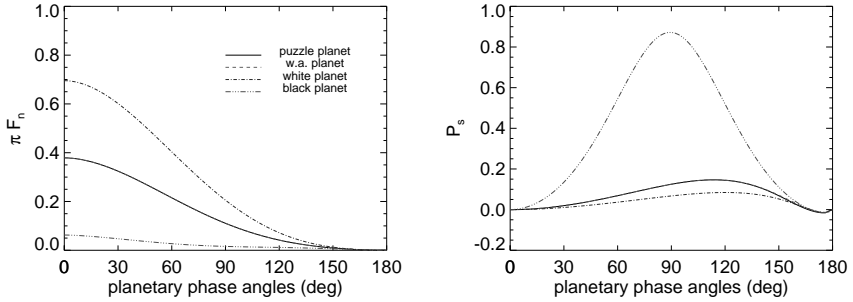 1.0
0.8
0.6
0.4
0.2
0.0
π Fn
0 30 60 90 120 150 180
planetary phase angles (deg)
puzzle planet
w.a. planet
white planet
black planet
1.0
0.8
0.6
0.4
0.2
0.0
-0.2
Ps
0 30 60 90 120 150 180
planetary phase angles (deg)